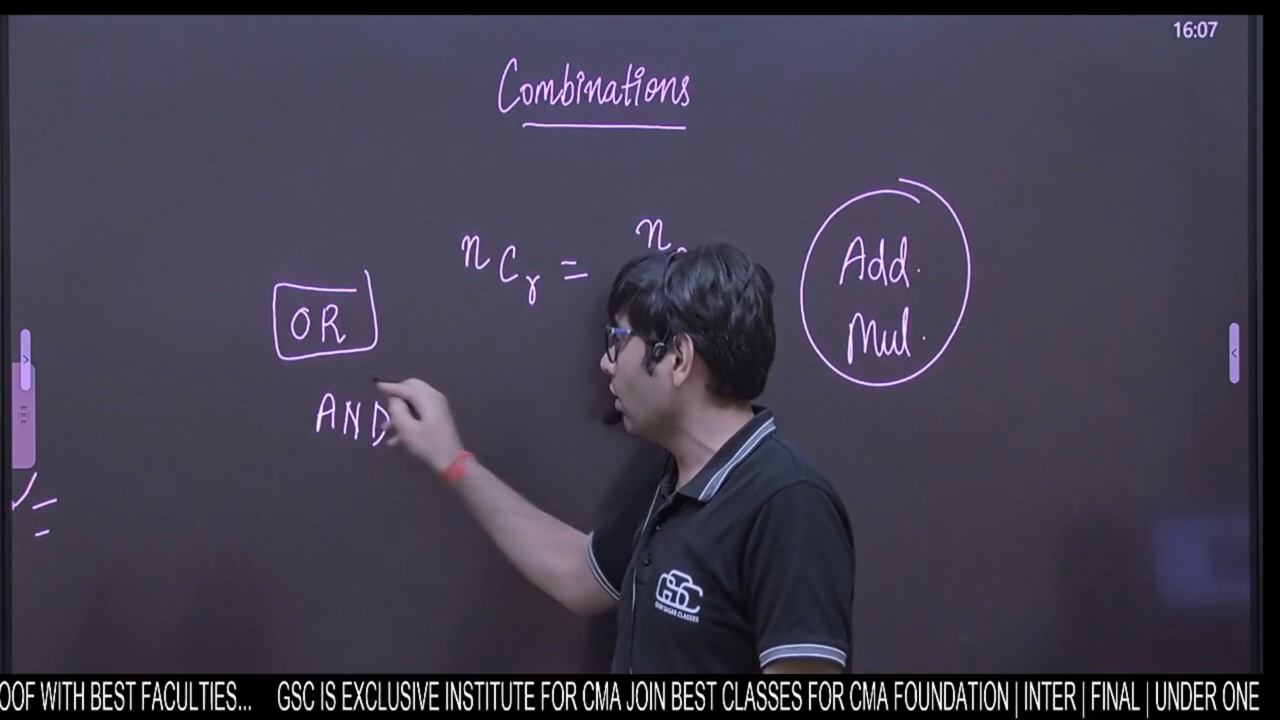 16:07
Combinations
nCr = n
Add.
Mul.
OR
AND
GSC
OOF WITH BEST FACULTIES... GSC IS EXCLUSIVE INSTITUTE FOR CMA JOIN BEST CLASSES FOR CMA FOUNDATION | INTER | FINAL | UNDER ONE